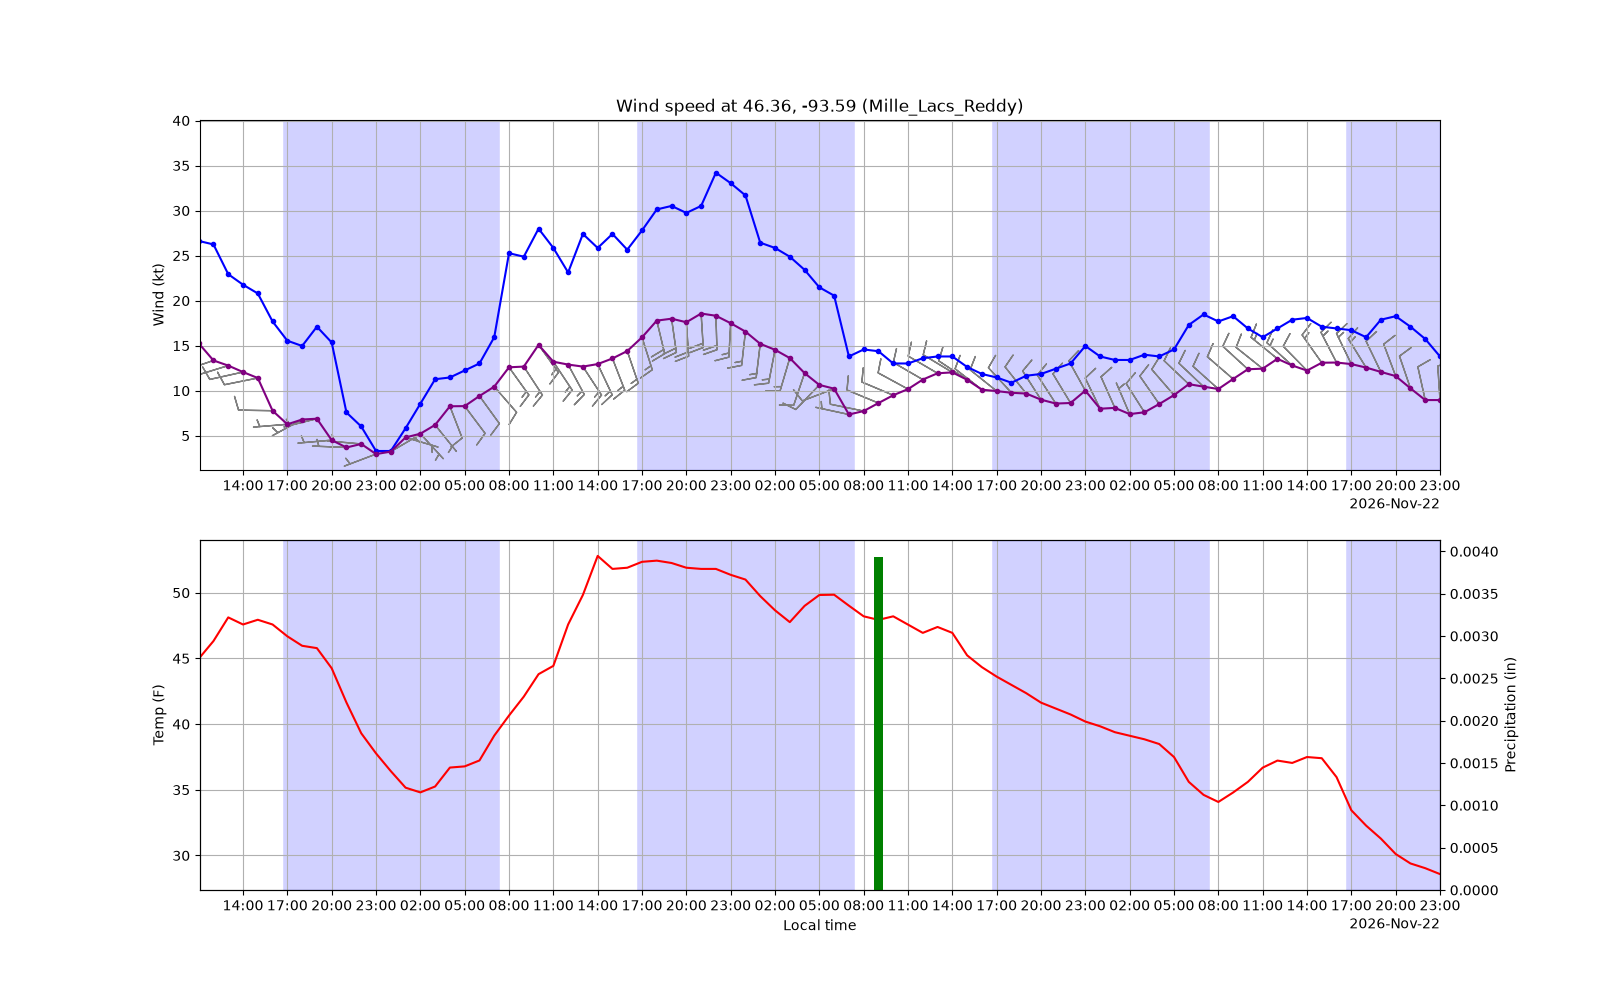 Wind speed at 46.36, -93.59 (Mille_Lacs_Reddy)
40
35
30
25
20
15
10
5
Wind (kt)
14:00 17:00 20:00 23:00 02:00 05:00 08:00 11:00 14:00 17:00 20:00 23:00 02:00 05:00 08:00 11:00 14:00 17:00 20:00 23:00 02:00 05:00 08:00 11:00 14:00 17:00 20:00 23:00
2026-Nov-22
50
45
40
35
30
Temp (F)
0.0040
0.0035
0.0030
0.0025
0.0020
0.0015
0.0010
0.0005
0.0000
Precipitation (in)
14:00 17:00 20:00 23:00 02:00 05:00 08:00 11:00 14:00 17:00 20:00 23:00 02:00 05:00 08:00 11:00 14:00 17:00 20:00 23:00 02:00 05:00 08:00 11:00 14:00 17:00 20:00 23:00
Local time
2026-Nov-22